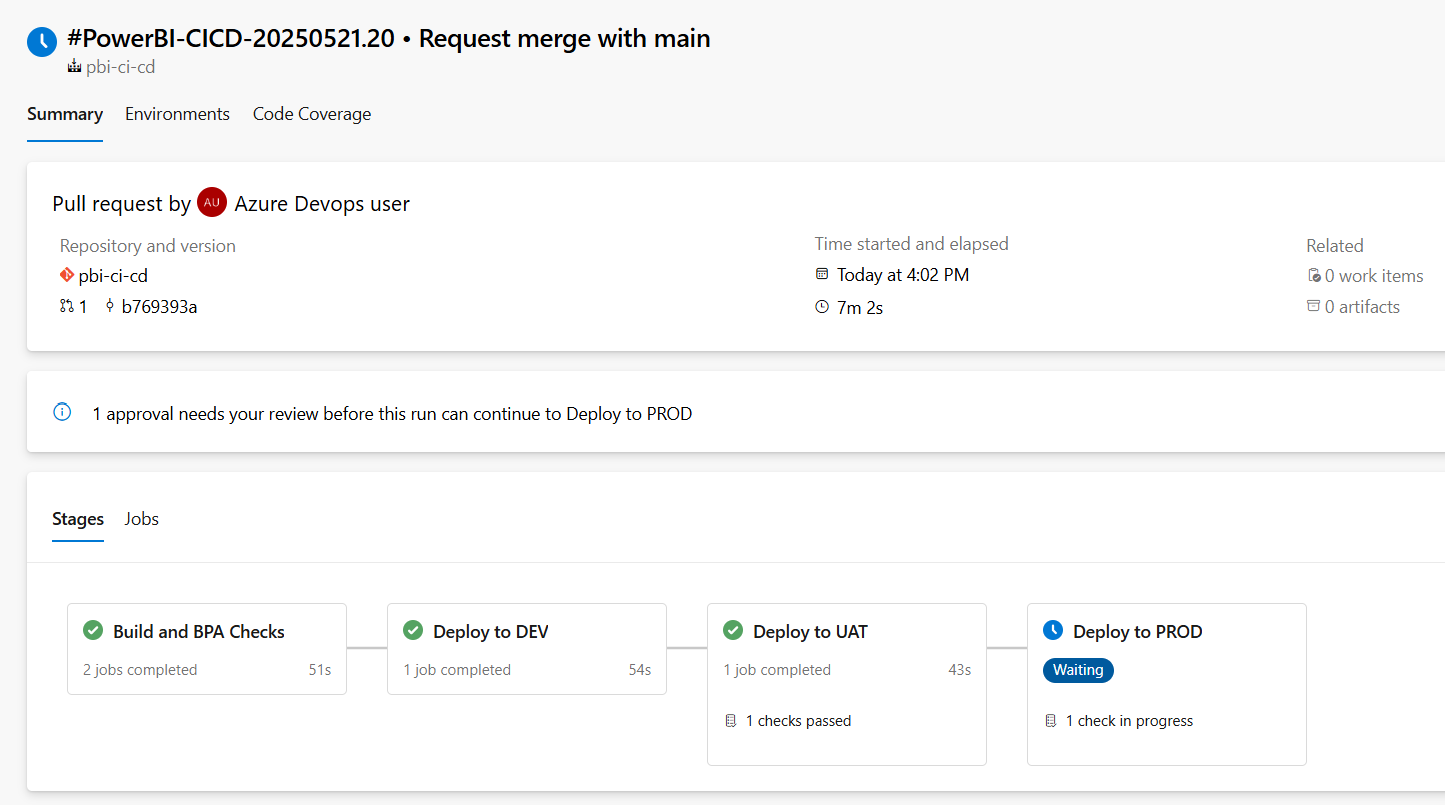 #PowerBI-CICD-20250521.20 • Request merge with main
pbi-ci-cd
Summary Environments Code Coverage
Pull request by AU Azure Devops user
Repository and version
pbi-ci-cd
1 b769393a
Time started and elapsed
Today at 4:02 PM
7m 2s
Related
0 work items
0 artifacts
1 approval needs your review before this run can continue to Deploy to PROD
Stages Jobs
Build and BPA Checks
2 jobs completed 51s
Deploy to DEV
1 job completed 54s
Deploy to UAT
1 job completed 43s
1 checks passed
Deploy to PROD
Waiting
1 check in progress